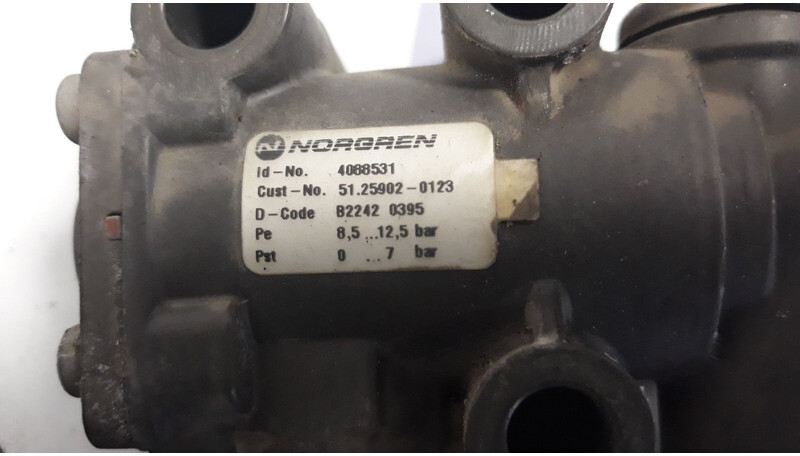 NORGREN
Id-No. 4088531
Cust-No. 51.25902-0123
D-Code B2242 0395
Pe 8,5 ...12,5 bar
Pst 0 ... 7 bar